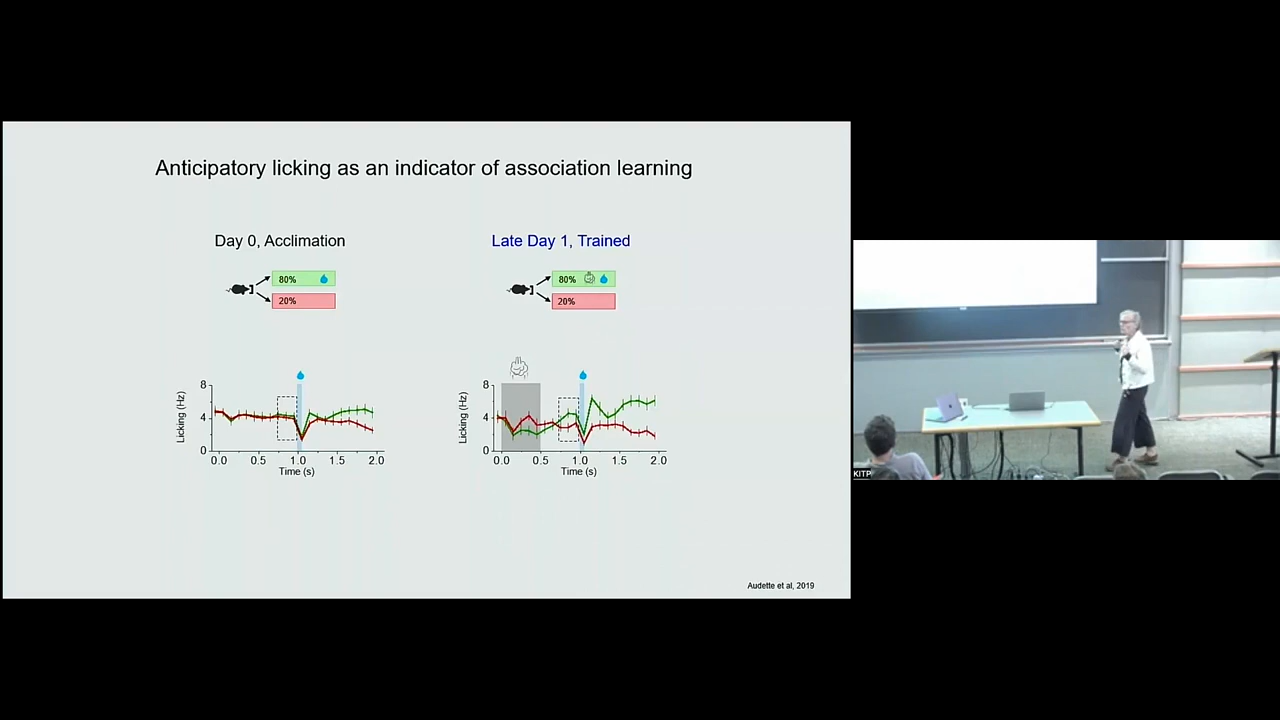 Anticipatory licking as an indicator of association learning
Day 0, Acclimation
80%
20%
Licking (Hz)
8
4
0
0.0 0.5 1.0 1.5 2.0
Time (s)
Late Day 1, Trained
80%
20%
Licking (Hz)
8
4
0
0.0 0.5 1.0 1.5 2.0
Time (s)
Audette et al, 2019
KITP